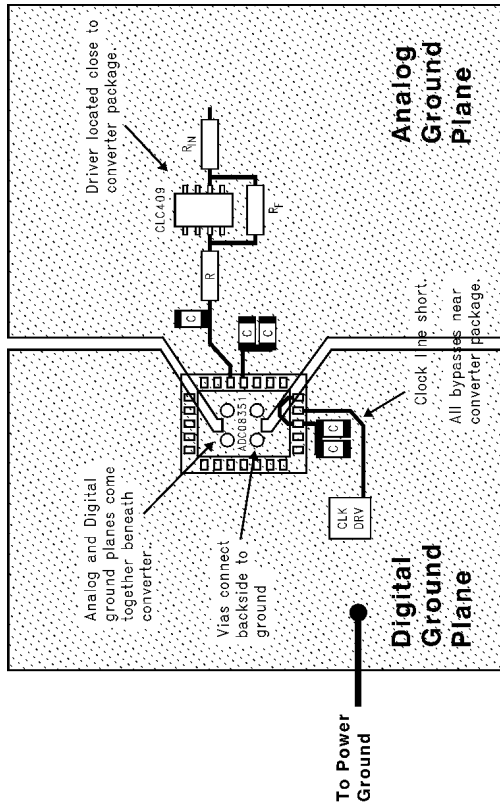 Analog and Digital
ground planes come
together beneath
converter..
Vias connect
backside to
ground
Digital
Ground
Plane
To Power
Ground
ADC08351
CLK
DRV
C
C
C
C
C
R
CLC409
RF
RIN
Driver located close to
converter package.
Clock line short.
All bypasses near
converter package.
Analog
Ground
Plane